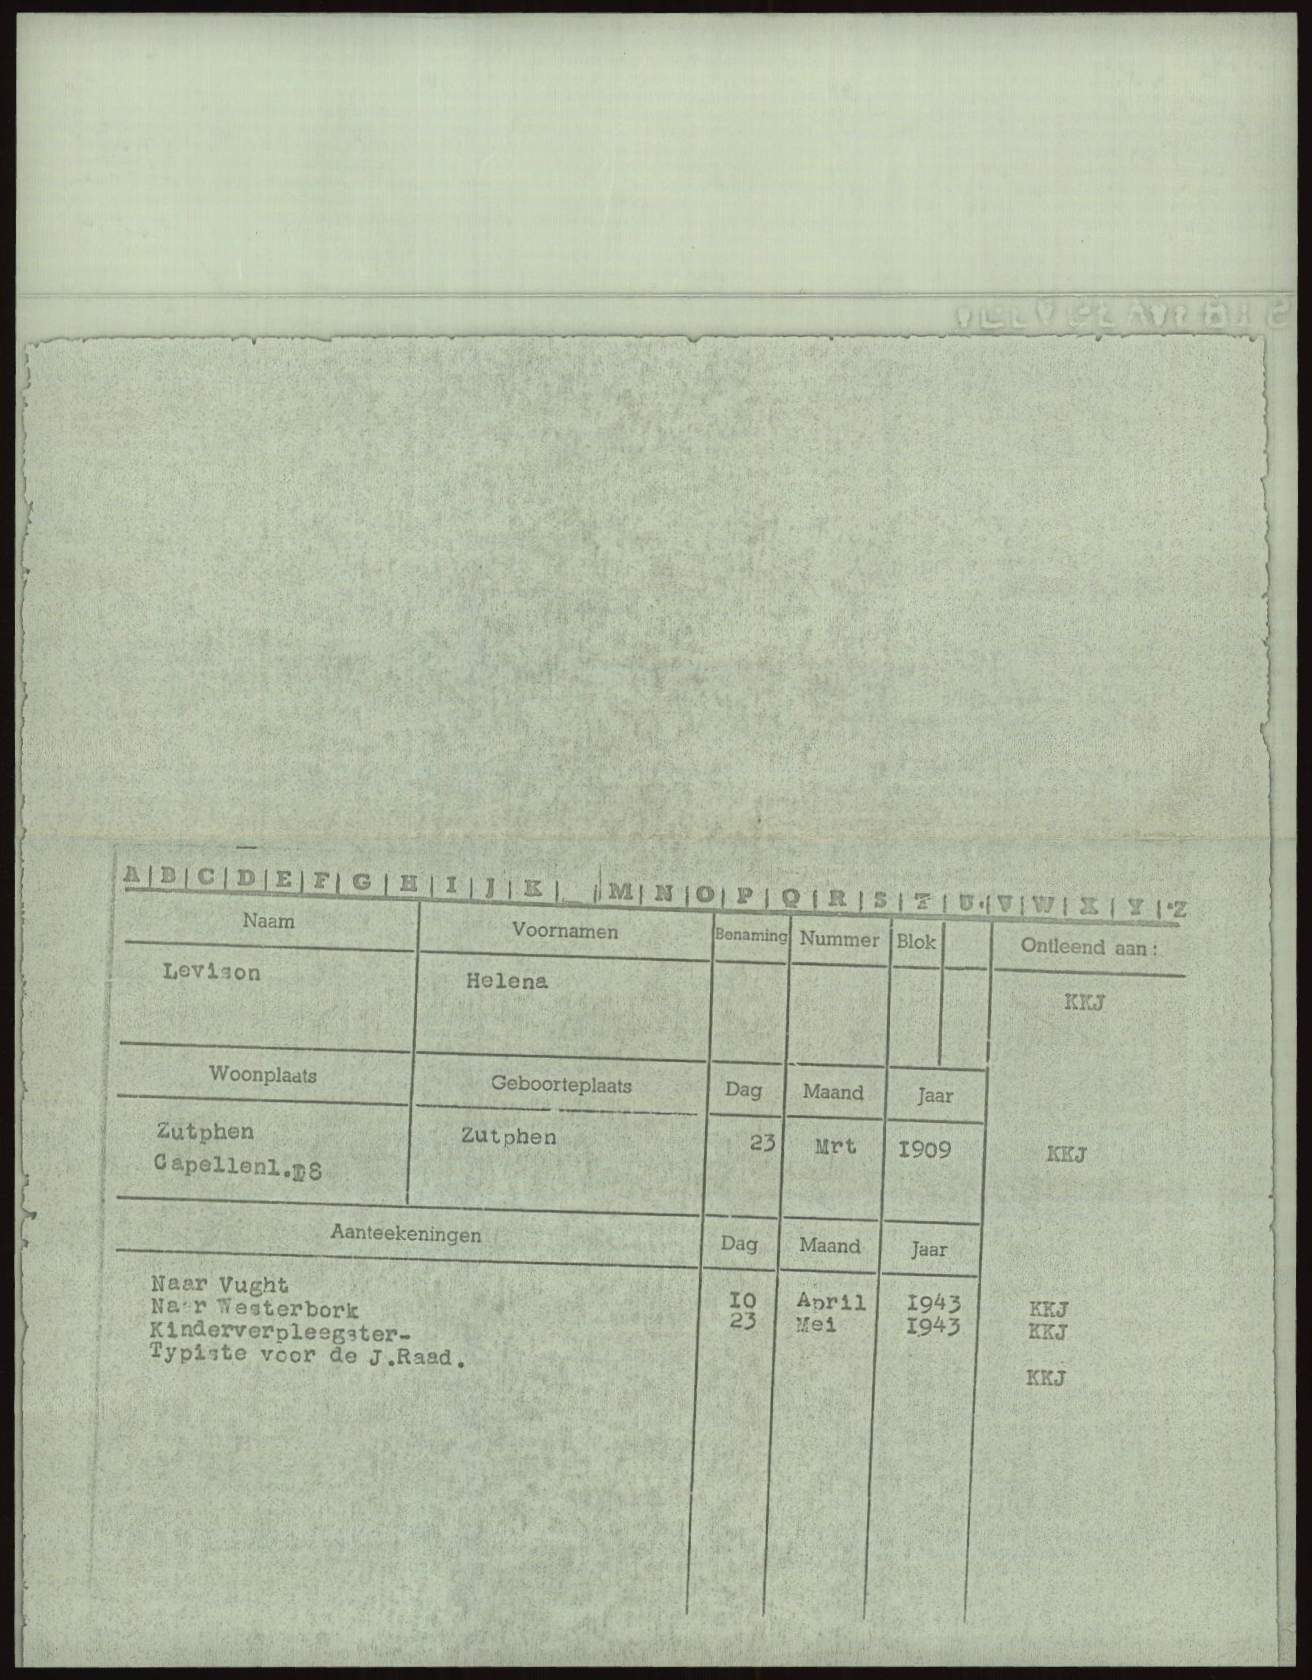 A | B | C | D | E | F | G | H | I | J | K | | M | N | O | P | Q | R | S | T | U. | V | W | X | Y | Z
Naam Voornamen Benaming Nummer Blok Ontleend aan :
Levison Helena KKJ
Woonplaats Geboorteplaats Dag Maand Jaar
Zutphen Zutphen 23 Mrt 1909 KKJ
Capellenl.
Aanteekeningen Dag Maand Jaar
Naar Vught 10 April 1943 KKJ
Naar Westerbork 23 Mei 1943 KKJ
Kinderverpleegster-
Typiste voor de J.Raad. KKJ